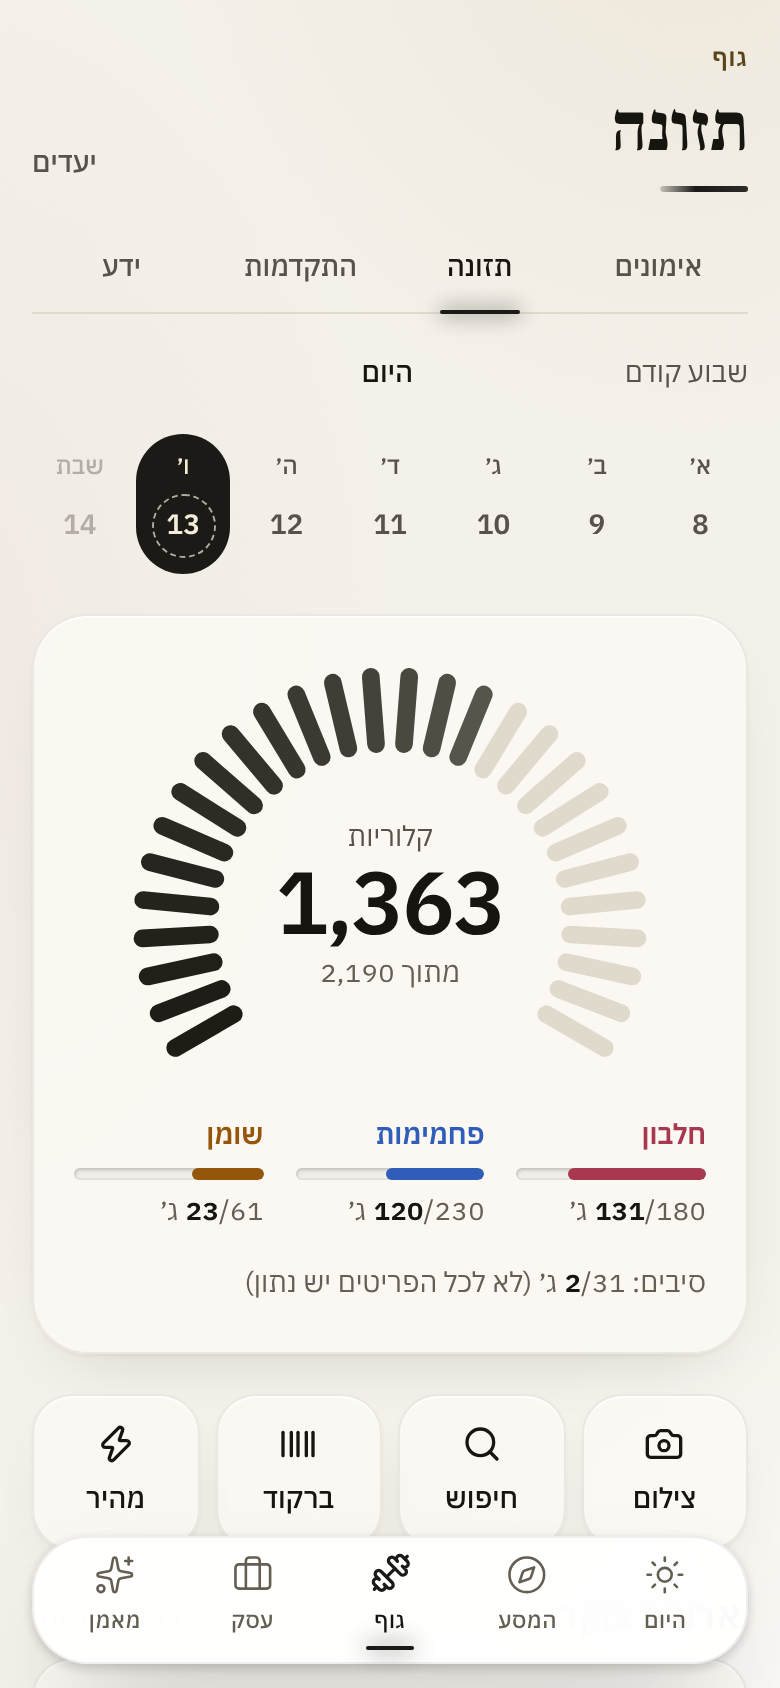 גוף
תזונה
יעדים
אימונים תזונה התקדמות ידע
שבוע קודם היום
א׳ ב׳ ג׳ ד׳ ה׳ ו׳ שבת
8 9 10 11 12 13 14
קלוריות
1,363
מתוך 2,190
חלבון פחמימות שומן
131/180 ג׳ 120/230 ג׳ 23/61 ג׳
סיבים: 2/31 ג׳ (לא לכל הפריטים יש נתון)
צילום חיפוש ברקוד מהיר
היום המסע גוף עסק מאמן